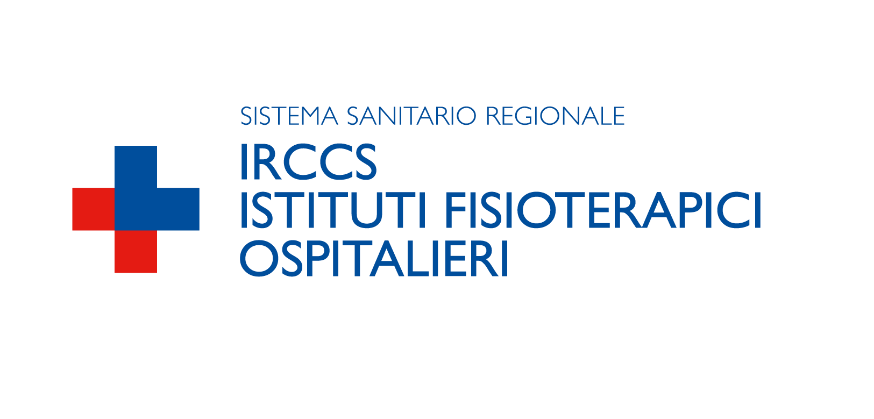 SISTEMA SANITARIO REGIONALE
IRCCS
ISTITUTI FISIOTERAPICI
OSPITALIERI